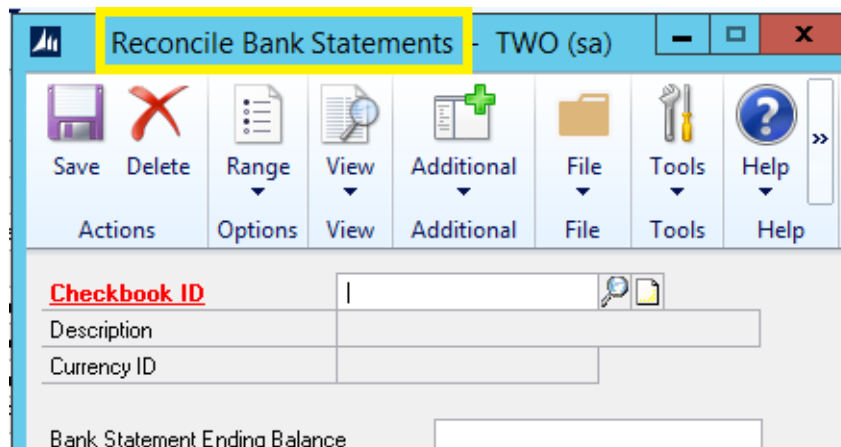 Reconcile Bank Statements - TWO (sa)
Save Delete Range View Additional File Tools Help
Actions Options View Additional File Tools Help
Checkbook ID
Description
Currency ID
Bank Statement Ending Balance